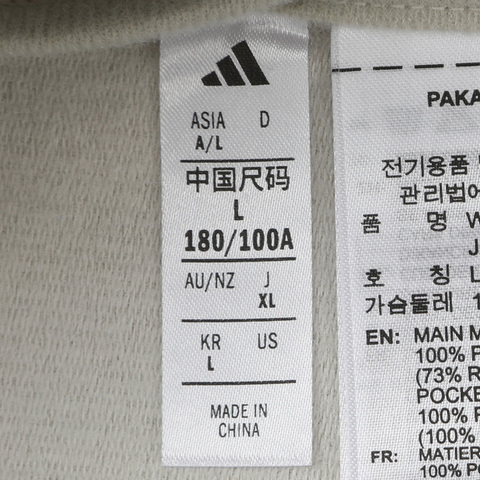 ASIA D
A/L
中国尺码
L
180/100A
AU/NZ J
XL
KR US
L
MADE IN
CHINA
PAKA
전기용품
관리법에
품 명 W
J
호 칭 L
가슴둘레 1
EN: MAIN M
100% P
(73% R
POCKE
100% P
(100%
FR: MATIER
100% PO